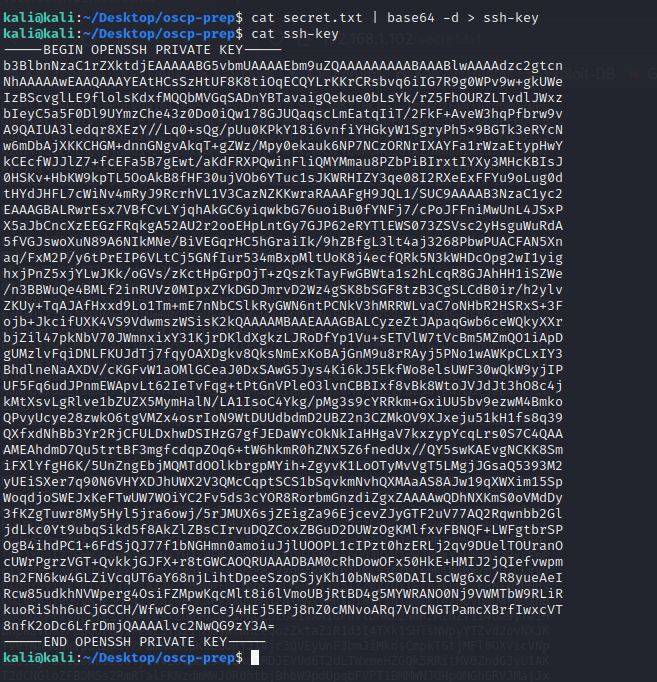 kali@kali:~/Desktop/oscp-prep$ cat secret.txt | base64 -d > ssh-key
kali@kali:~/Desktop/oscp-prep$ cat ssh-key
-----BEGIN OPENSSH PRIVATE KEY-----
b3BlbnNzaC1rZXktdjEAAAAABG5vbmUAAAAEbm9uZQAAAAAAAAABAAABlwAAAAdzc2gtcn
NhAAAAAwEAAQAAAYEAtHCsSzHtUF8K8tiOqECQYLrKKrCRsbvq6iIG7R9g0WPv9w+gkUWe
IzBScvglLE9flolsKdxfMQQbMVGqSADnYBTavaigQekue0bLsYk/rZ5FhOURZLTvdlJWxz
bIeyC5a5F0Dl9UYmzChe43z0Do0iQw178GJUQaqscLmEatqIiT/2FkF+AveW3hqPfbrw9v
A9QAIUA3ledqr8XEzY//Lq0+sQg/pUu0KPkY18i6vnfiYHGkyW1SgryPh5x9BGTk3eRYcN
w6mDbAjXKKCHGM+dnnGNgvAkqT+gZWz/Mpy0ekauk6NP7NCzORNrIXAYFa1rWzaEtypHwY
kCEcfWJJlZ7+fcEFa5B7gEwt/aKdFRXPQwinFliQMYMmau8PZbPiBIrxtIYXy3MHcKBIsJ
0HSKv+HbKW9kpTL5OoAkB8fHF30ujVOb6YTuc1sJKWRHIZY3qe08I2RXeExFFYu9oLug0d
tHYdJHFL7cWiNv4mRyJ9RcrhVL1V3CazNZKKwraRAAAFgH9JQL1/SUC9AAAAB3NzaC1yc2
EAAAGBALRwrEsx7VBfCvLYjqhAkGC6yiqwkbG76uoiBu0fYNFj7/cPoJFFniMwUnL4JSxP
X5aJbCncXzEEGzFRqkgA52AU2r2ooEHpLntGy7GJP62eRYTlEWS073ZSVsc2yHsguWuRdA
5fVGJswoXuN89A6NIkMNe/BiVEGqrHC5hGraiIk/9hZBfgL3lt4aj3268PbwPUACFAN5Xn
aq/FxM2P/y6tPrEIP6VLtCj5GNfIur534mBxpMltUoK8j4ecfQRk5N3kWHDcOpg2wI1yig
hxjPnZ5xjYLwJKk/oGVs/zKctHpGrpOjT+zQszkTayFwGBWta1s2hLcqR8GJAhHH1iSZWe
/n3BBWuQe4BMLf2inRUVz0MIpxZYkDGDJmrvD2Wz4gSK8bSGF8tzB3CgSLCdB0ir/h2ylv
ZKUy+TqAJAfHxxd9Lo1Tm+mE7nNbCSlkRyGWN6ntPCNkV3hMRRWLvaC7oNHbR2HSRxS+3F
ojb+JkcifUXK4VS9VdwmszWSisK2kQAAAAMBAAEAAAGBALCyzeZtJApaqGwb6ceWQkyXXr
bjZil47pkNbV70JWmnxixY31KjrDKldXgkzLJRoDfYp1Vu+sETVlW7tVcBm5MZmQO1iApD
gUMzlvFqiDNLFKUJdTj7fqyOAXDgkv8QksNmExKoBAjGnM9u8rRAyj5PNo1wAWKpCLxIY3
BhdlneNaAXDV/cKGFvW1aOMlGCeaJ0DxSAwG5Jys4Ki6kJ5EkfWo8elsUWF30wQkW9yjIP
UF5Fq6udJPnmEWApvLt62IeTvFqg+tPtGnVPleO3lvnCBBIxf8vBk8WtoJVJdJt3hO8c4j
kMtXsvLgRlve1bZUZX5MymHalN/LA1IsoC4Ykg/pMg3s9cYRRkm+GxiUU5bv9ezwM4Bmko
QPvyUcye28zwkO6tgVMZx4osrIoN9WtDUUdbdmD2UBZ2n3CZMkOV9XJxeju51kH1fs8q39
QXfxdNhBb3Yr2RjCFULDxhwDSIHzG7gfJEDaWYcOkNkIaHHgaV7kxzypYcqLrs0S7C4QAA
AMEAhdmD7Qu5trtBF3mgfcdqpZOq6+tW6hkmR0hZNX5Z6fnedUx//QY5swKAEvgNCKK8Sm
iFXlYfgH6K/5UnZngEbjMQMTdOOlkbrgpMYih+ZgyvK1LoOTyMvVgT5LMgjJGsaQ5393M2
yUEiSXer7q90N6VHYXDJhUWX2V3QMcCqptSCS1bSqvkmNvhQXMAaAS8AJw19qXWXim15Sp
WoqdjoSWEJxKeFTwUW7WOiYC2Fv5ds3cYOR8RorbmGnzdiZgxZAAAAwQDhNXKmS0oVMdDy
3fKZgTuwr8My5Hyl5jra6owj/5rJMUX6sjZEigZa96EjcevZJyGTF2uV77AQ2Rqwnbb2Gl
jdLkc0Yt9ubqSikd5f8AkZlZBsCIrvuDQZCoxZBGuD2DUWzOgKMlfxvFBNQF+LWFgtbrSP
OgB4ihdPC1+6FdSjQJ77f1bNGHmn0amoiuJjlUOOPL1cIPzt0hzERLj2qv9DUelTOUranO
cUWrPgrzVGT+QvkkjGJFX+r8tGWCAOQRUAAADBAM0cRhDowOFx50HkE+HMIJ2jQIefvwpm
Bn2FN6kw4GLZiVcqUT6aY68njLihtDpeeSzopSjyKh10bNwRS0DAILscWg6xc/R8yueAeI
Rcw85udkhNVWperg4OsiFZMpwKqcMlt8i6lVmoUBjRtBD4g5MYWRANO0Nj9VWMTbW9RLiR
kuoRiShh6uCjGCCH/WfwCof9enCej4HEj5EPj8nZ0cMNvoARq7VnCNGTPamcXBrfIwxcVT
8nfK2oDc6LfrDmjQAAAAlvc2NwQG9zY3A=
-----END OPENSSH PRIVATE KEY-----
kali@kali:~/Desktop/oscp-prep$